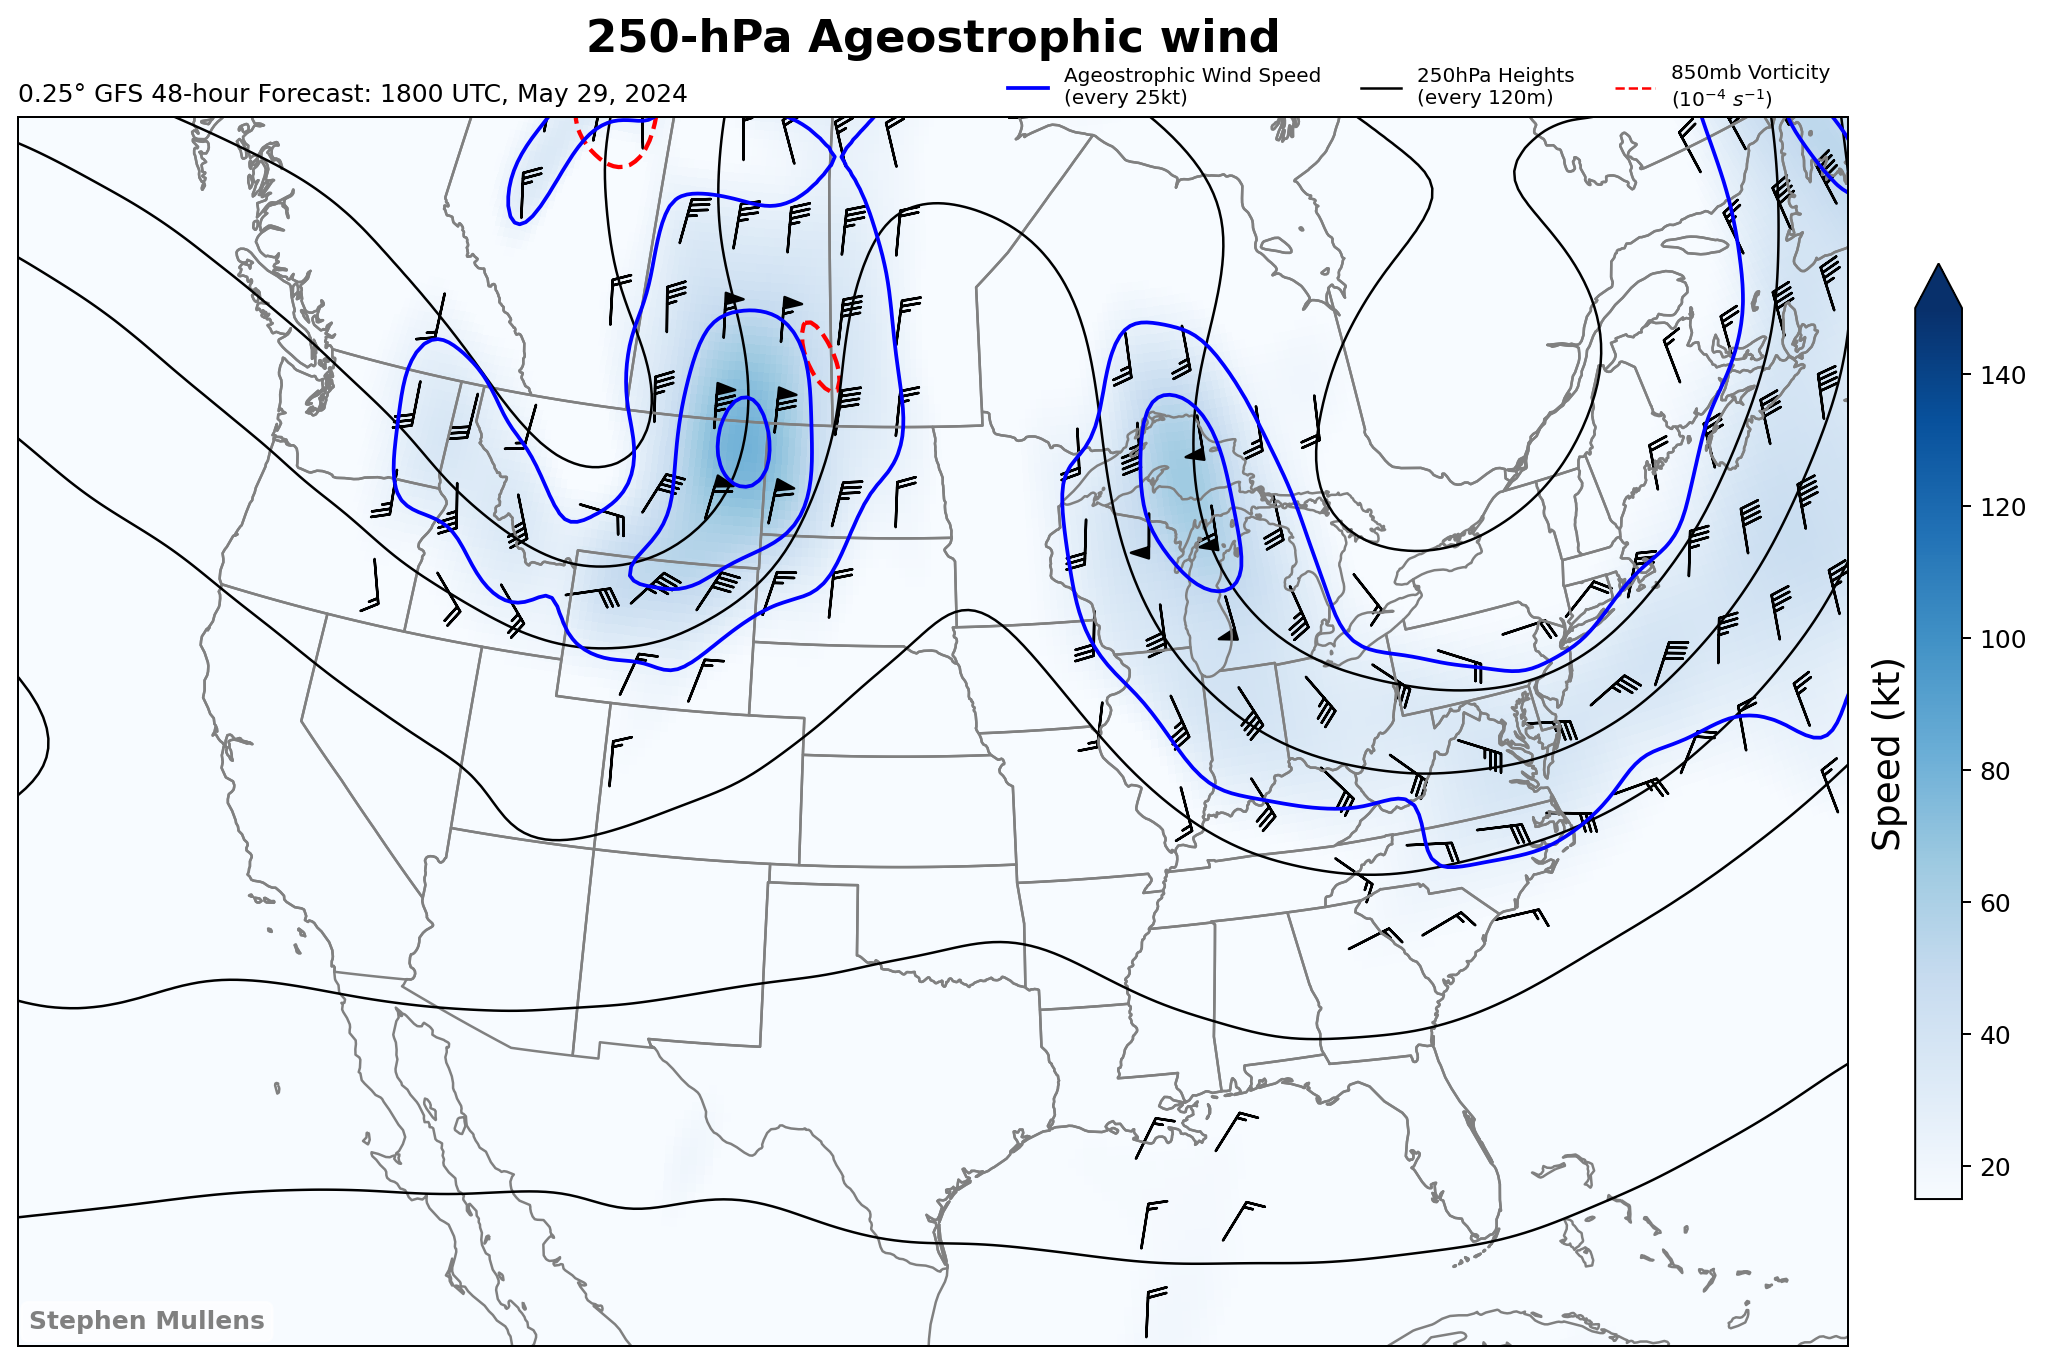 250-hPa Ageostrophic wind
0.25° GFS 48-hour Forecast: 1800 UTC, May 29, 2024
Ageostrophic Wind Speed
(every 25kt)
250hPa Heights
(every 120m)
850mb Vorticity
(10⁻⁴ s⁻¹)
140
120
100
80
60
40
20
Speed (kt)
Stephen Mullens